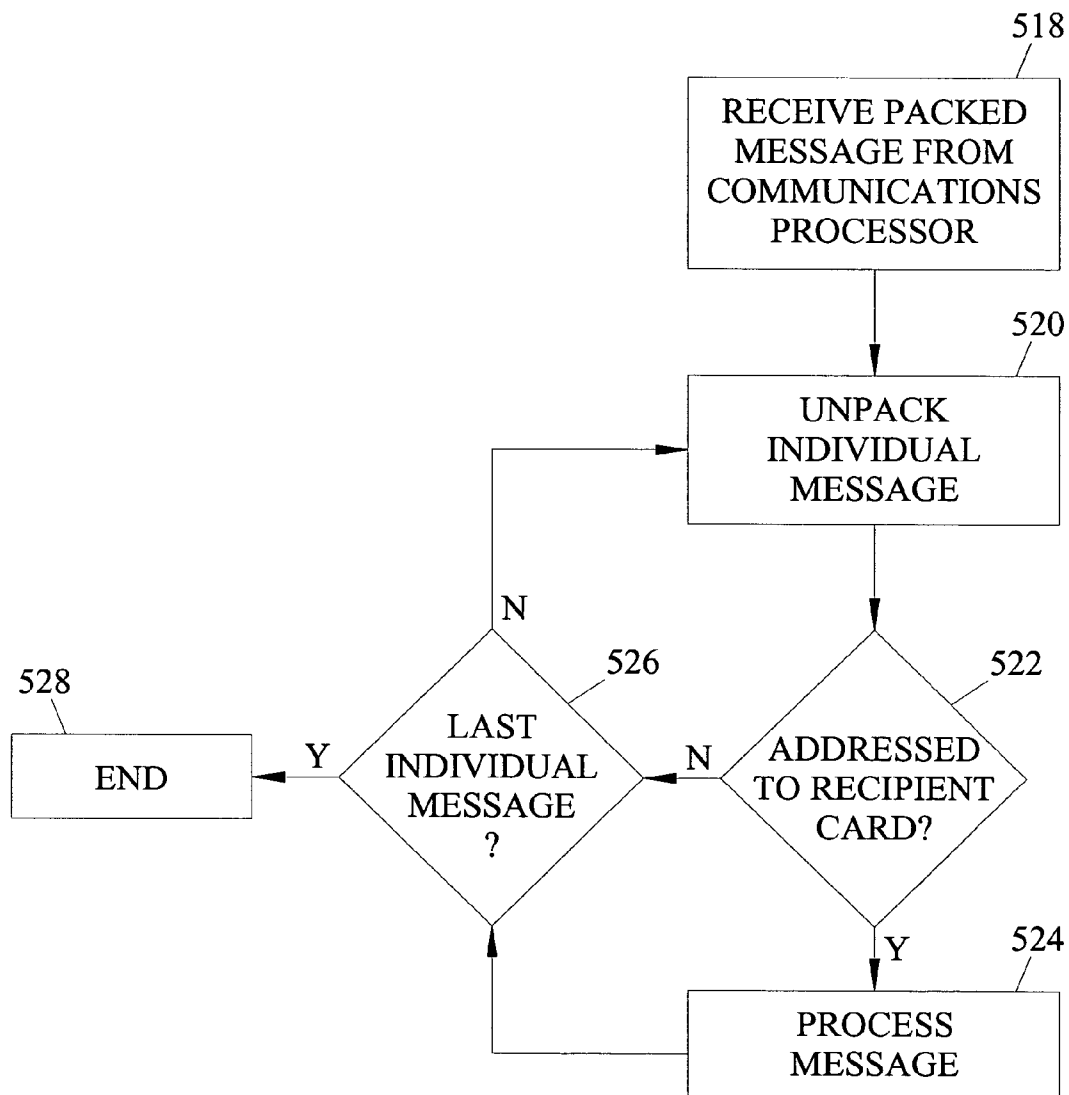 518
RECEIVE PACKED
MESSAGE FROM
COMMUNICATIONS
PROCESSOR
520
UNPACK
INDIVIDUAL
MESSAGE
N
526
522
528
LAST
INDIVIDUAL
MESSAGE
?
ADDRESSED
TO RECIPIENT
CARD?
N
Y
END
Y
524
PROCESS
MESSAGE